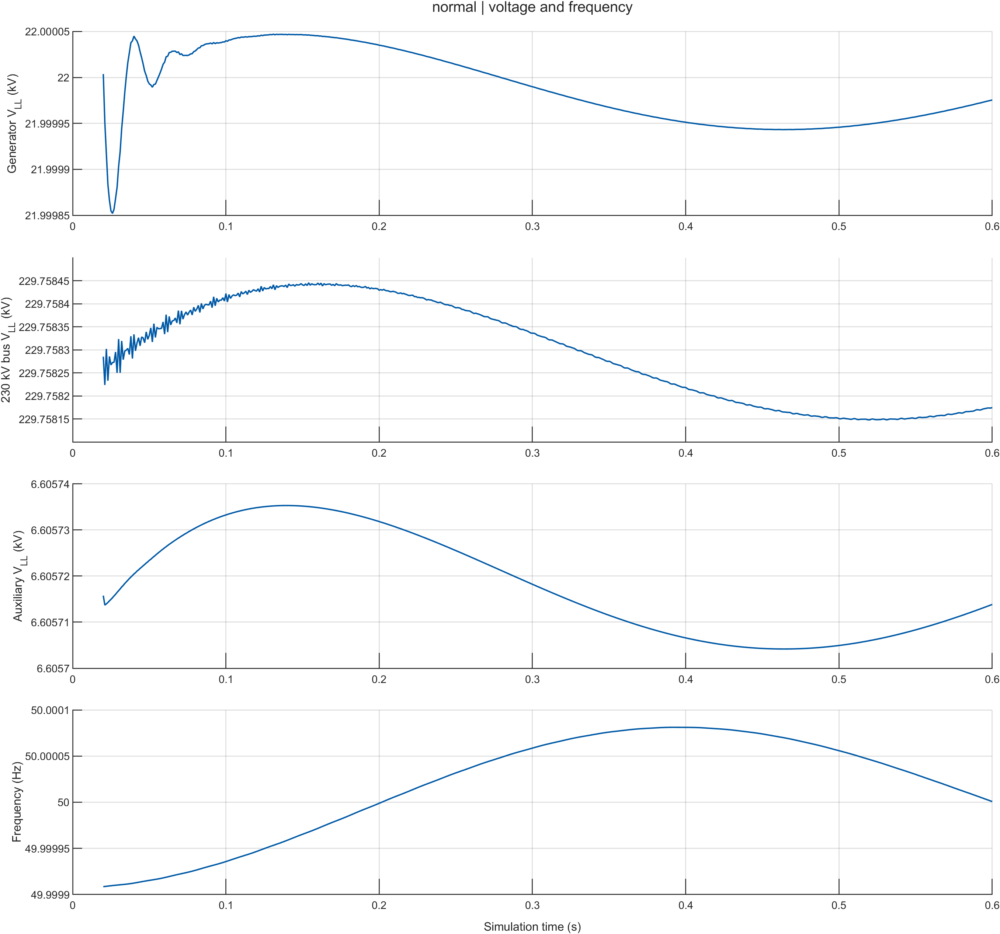 normal | voltage and frequency
Generator V_LL (kV)
22.00005
22
21.99995
21.9999
21.99985
0 0.1 0.2 0.3 0.4 0.5 0.6
230 kV bus V_LL (kV)
229.75845
229.7584
229.75835
229.7583
229.75825
229.7582
229.75815
0 0.1 0.2 0.3 0.4 0.5 0.6
Auxiliary V_LL (kV)
6.60574
6.60573
6.60572
6.60571
6.6057
0 0.1 0.2 0.3 0.4 0.5 0.6
Frequency (Hz)
50.0001
50.00005
50
49.99995
49.9999
0 0.1 0.2 0.3 0.4 0.5 0.6
Simulation time (s)